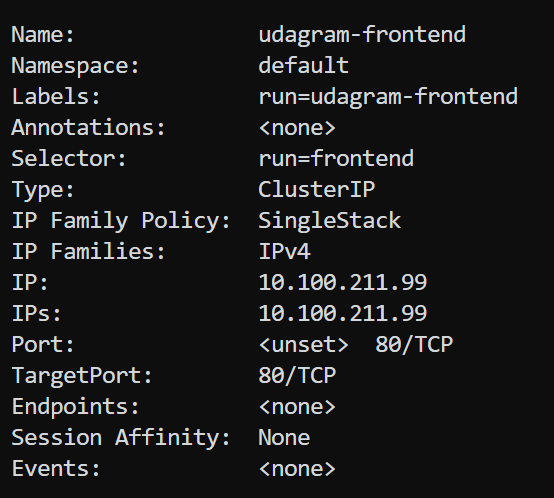 Name: udagram-frontend
Namespace: default
Labels: run=udagram-frontend
Annotations: <none>
Selector: run=frontend
Type: ClusterIP
IP Family Policy: SingleStack
IP Families: IPv4
IP: 10.100.211.99
IPs: 10.100.211.99
Port: <unset> 80/TCP
TargetPort: 80/TCP
Endpoints: <none>
Session Affinity: None
Events: <none>